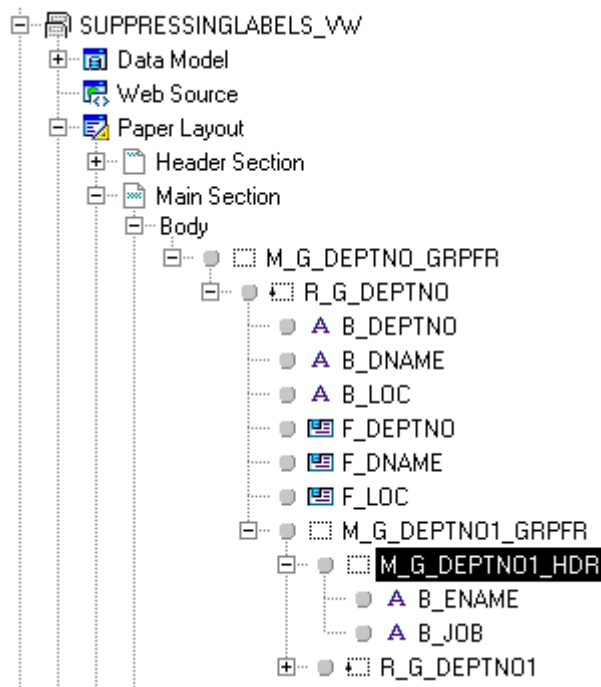 SUPPRESSINGLABELS_VW
Data Model
Web Source
Paper Layout
Header Section
Main Section
Body
M_G_DEPTNO_GRPFR
R_G_DEPTNO
A B_DEPTNO
A B_DNAME
A B_LOC
F_DEPTNO
F_DNAME
F_LOC
M_G_DEPTNO1_GRPFR
M_G_DEPTNO1_HDR
A B_ENAME
A B_JOB
R_G_DEPTNO1